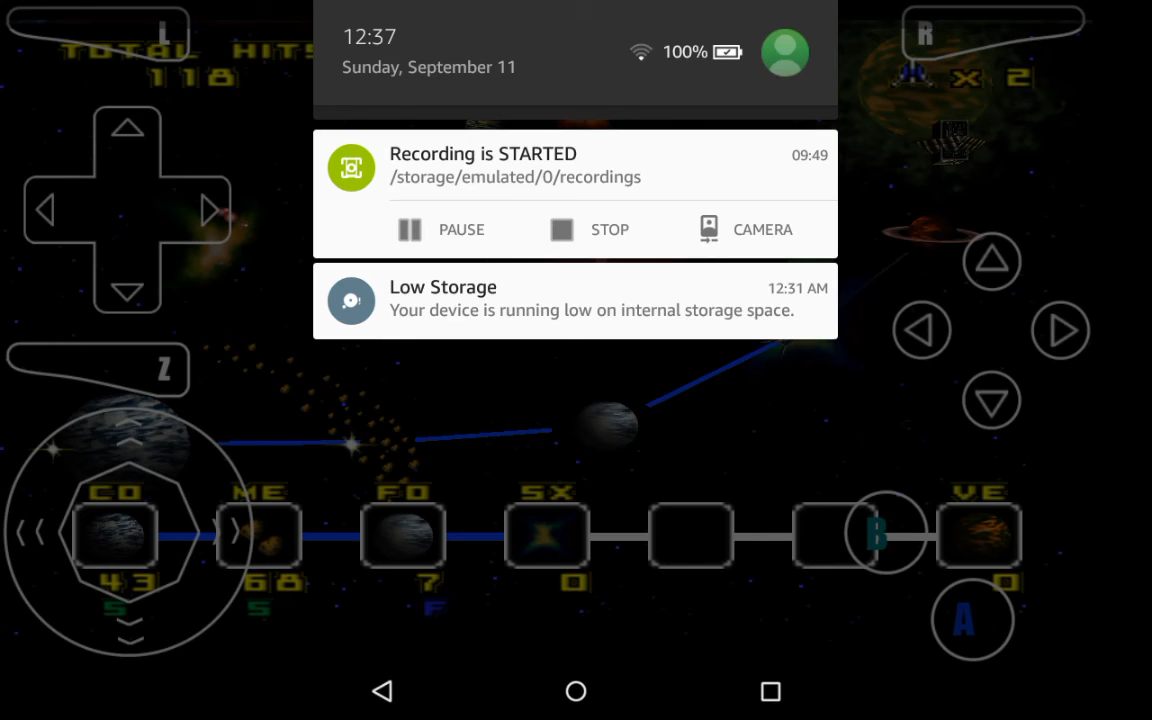 12:37
100%
Sunday, September 11
Recording is STARTED
09:49
/storage/emulated/0/recordings
PAUSE
STOP
CAMERA
Low Storage
12:31 AM
Your device is running low on internal storage space.
L
R
TOTAL HITS
118
X 2
Z
CO
ME
FO
SX
VE
B
43
68
7
0
0
S
S
F
A